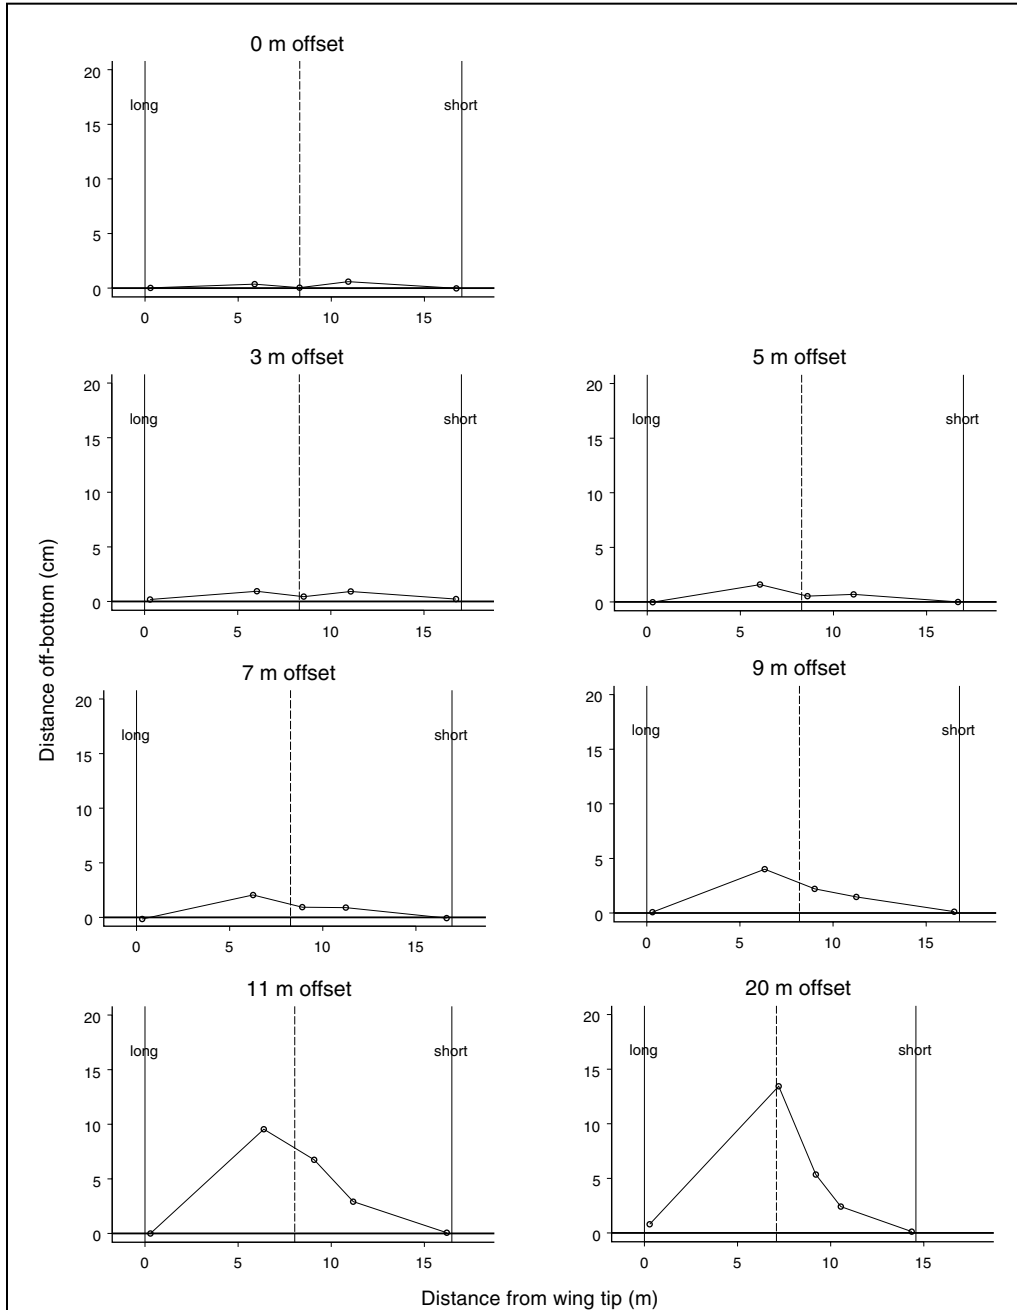 0 m offset
20
15
10
5
0
long
short
0 5 10 15
3 m offset
20
15
10
5
0
long
short
0 5 10 15
5 m offset
20
15
10
5
0
long
short
0 5 10 15
7 m offset
20
15
10
5
0
long
short
0 5 10 15
9 m offset
20
15
10
5
0
long
short
0 5 10 15
11 m offset
20
15
10
5
0
long
short
0 5 10 15
20 m offset
20
15
10
5
0
long
short
0 5 10 15
Distance off-bottom (cm)
Distance from wing tip (m)